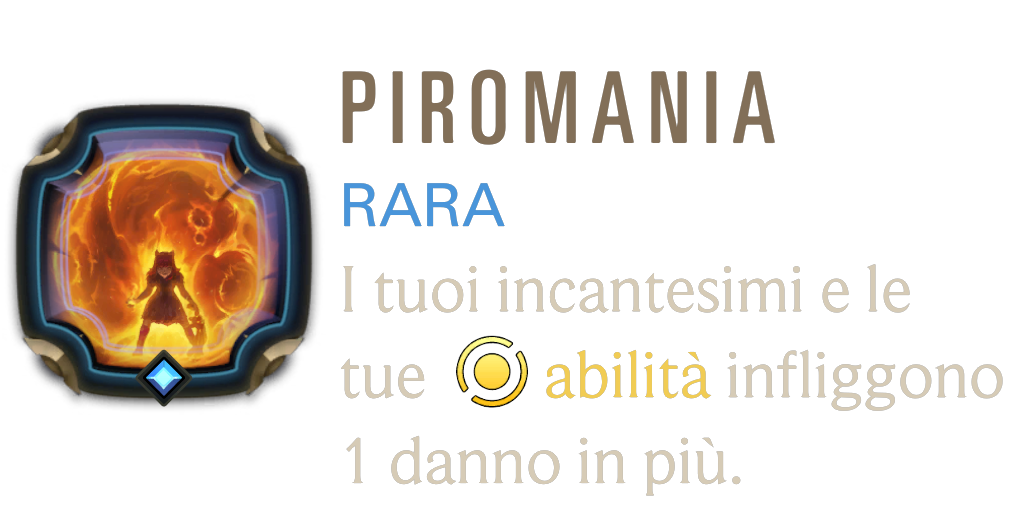 PIROMANIA
RARA
I tuoi incantesimi e le
tue abilità infliggono
1 danno in più.